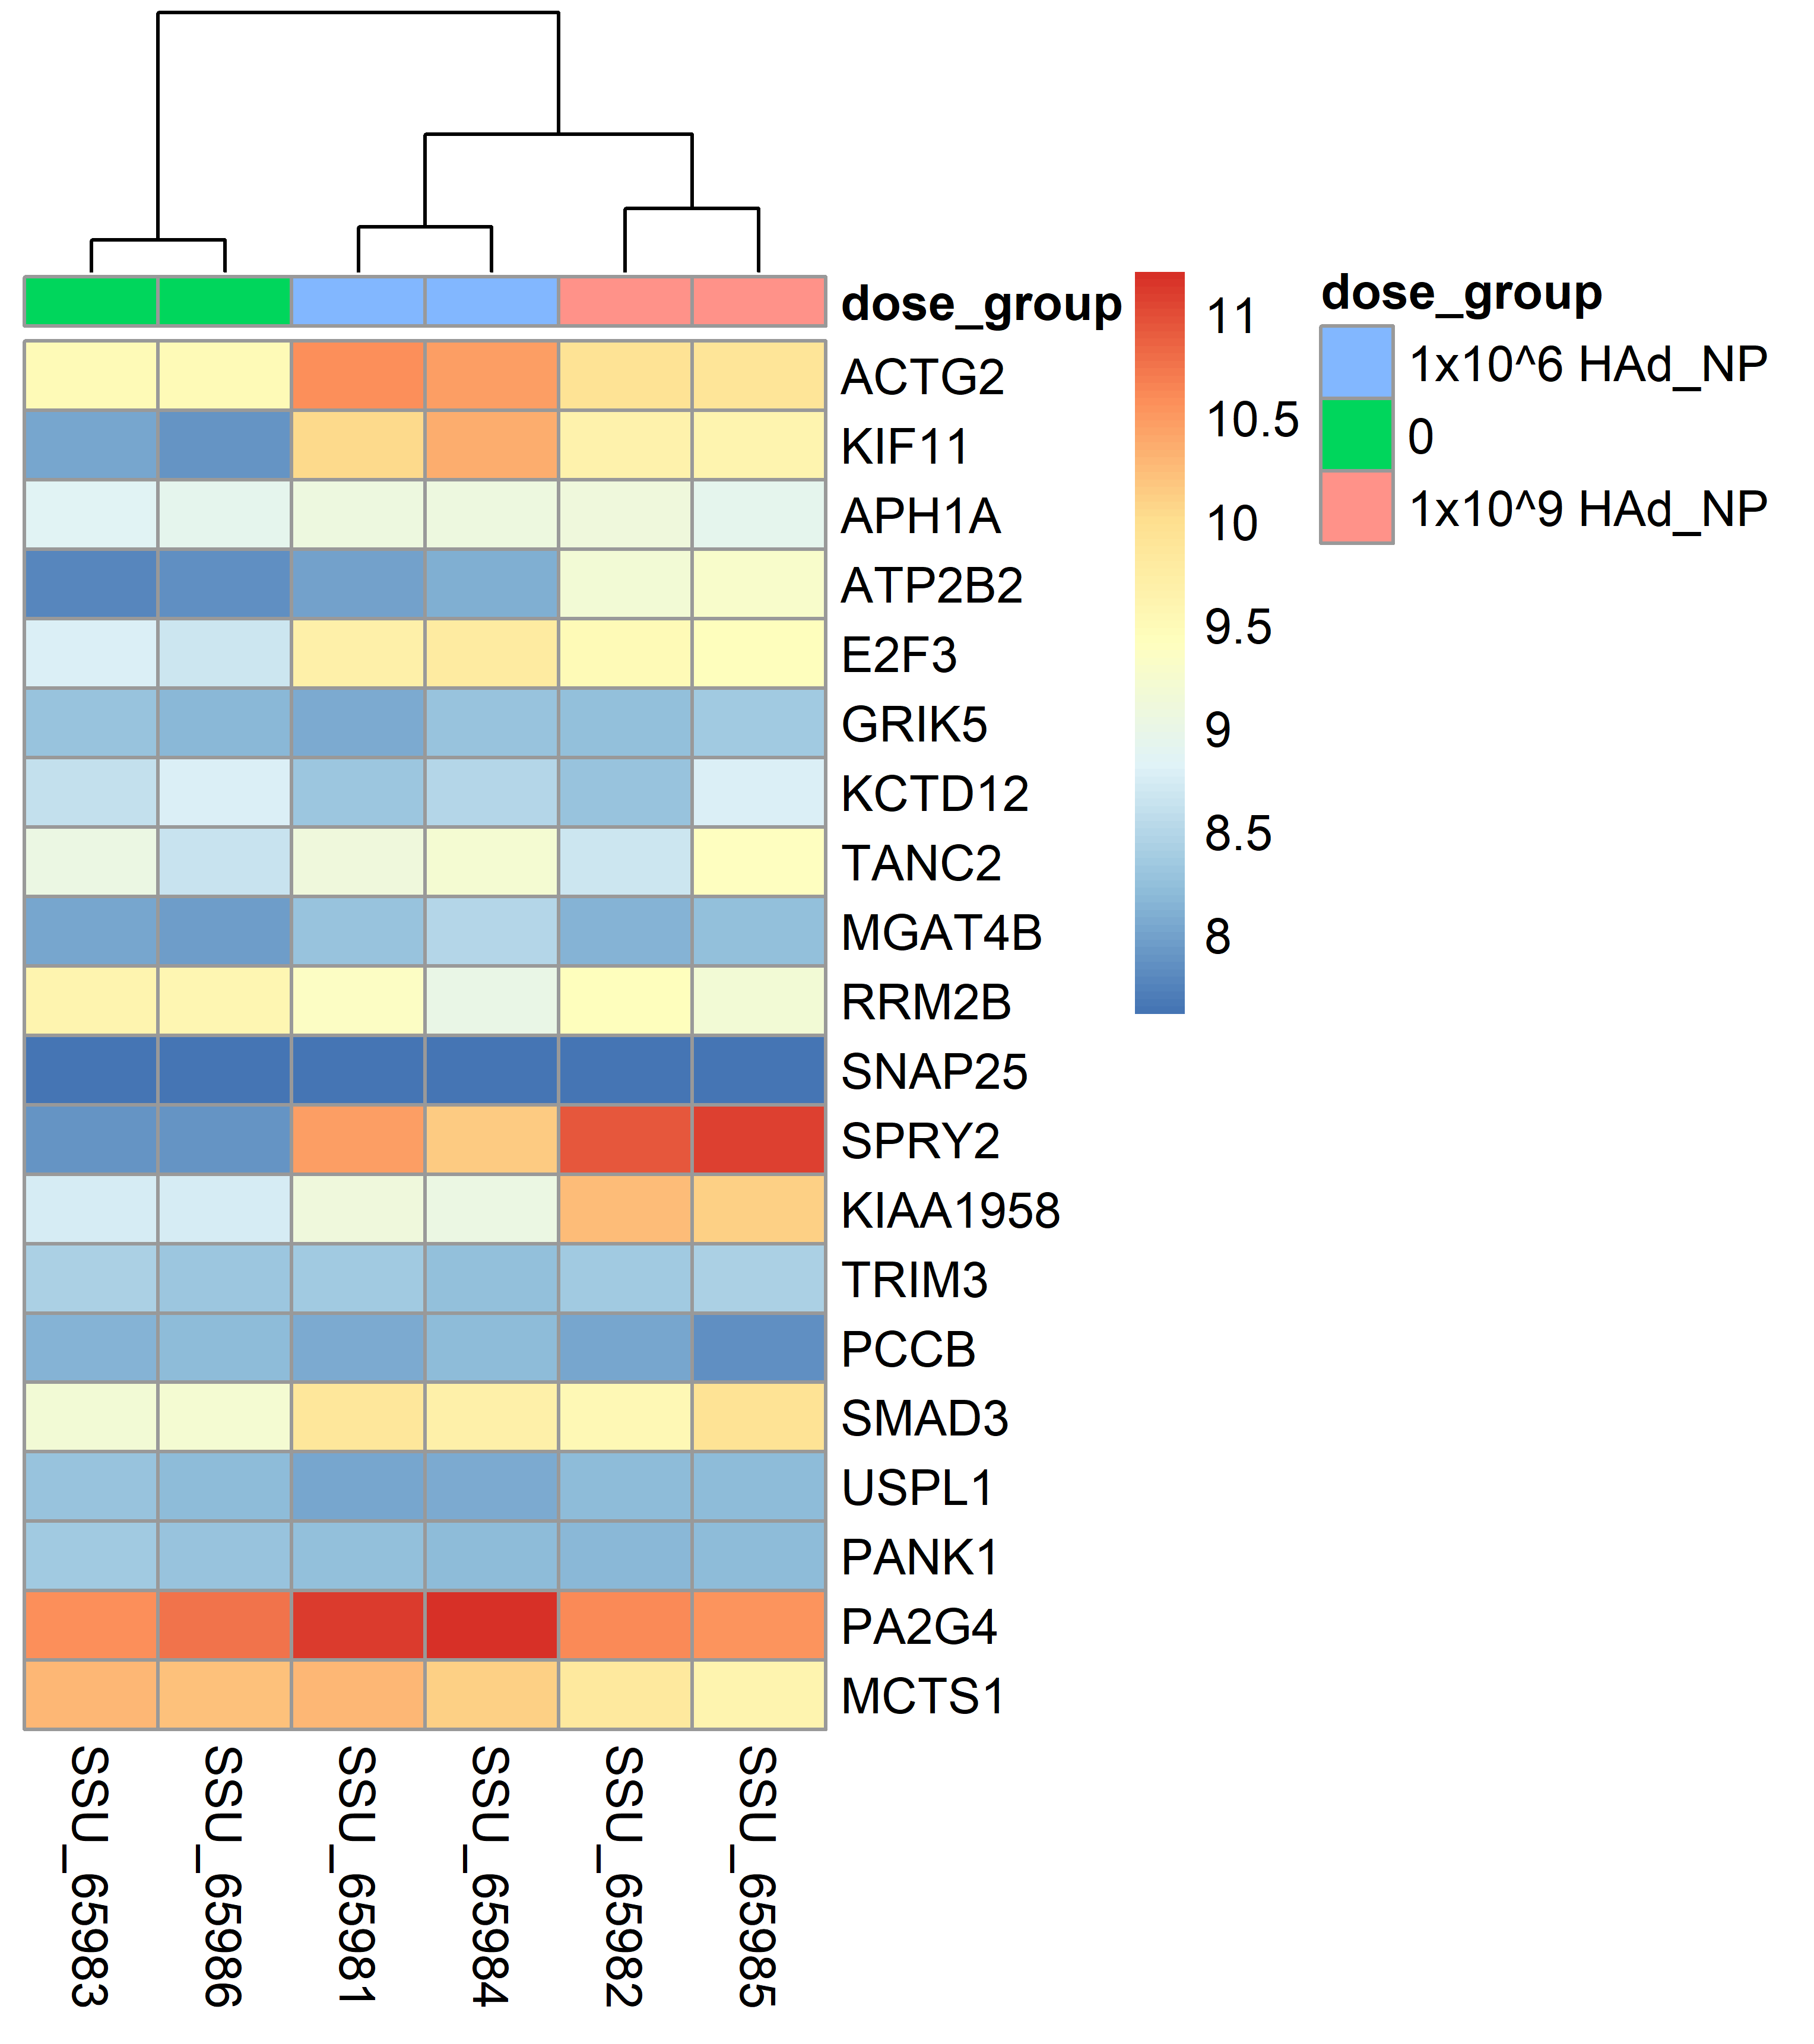 dose_group
ACTG2
KIF11
APH1A
ATP2B2
E2F3
GRIK5
KCTD12
TANC2
MGAT4B
RRM2B
SNAP25
SPRY2
KIAA1958
TRIM3
PCCB
SMAD3
USPL1
PANK1
PA2G4
MCTS1
SSU_65983
SSU_65986
SSU_65981
SSU_65984
SSU_65982
SSU_65985
11
10.5
10
9.5
9
8.5
8
dose_group
1x10^6 HAd_NP
0
1x10^9 HAd_NP